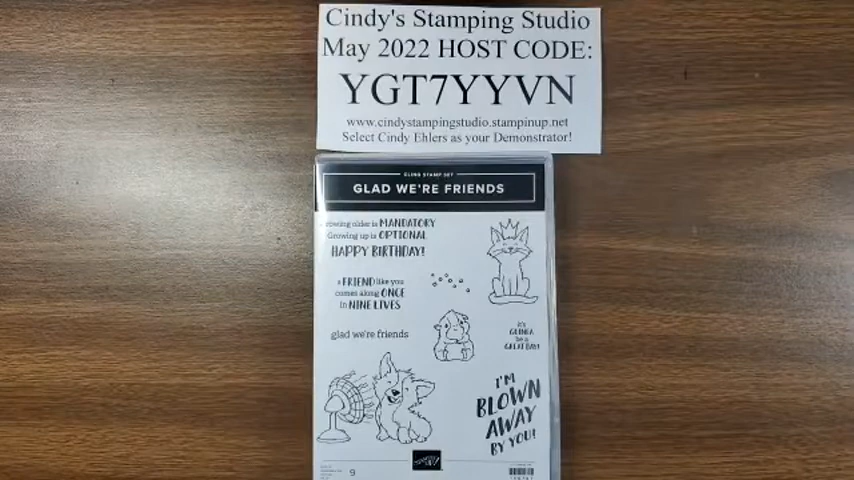 Cindy's Stamping Studio
May 2022 HOST CODE:
YGT7YYVN
www.cindystampingstudio.stampinup.net
Select Cindy Ehlers as your Demonstrator!
CLING STAMP SET
GLAD WE'RE FRIENDS
growing older is MANDATORY
Growing up is OPTIONAL
HAPPY BIRTHDAY!
a FRIEND like you
comes along ONCE
in NINE LIVES
glad we're friends
it's
GUINEA
be a
GREAT DAY!
I'M
BLOWN
AWAY
BY YOU!
STAMPIN' UP!
9